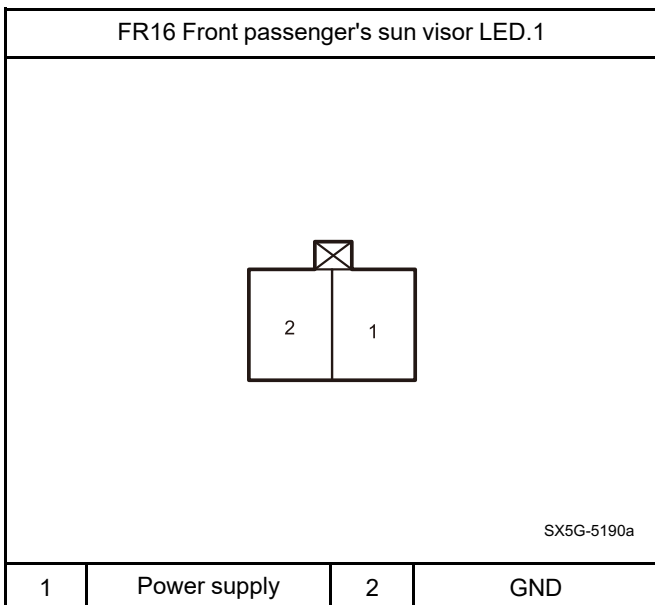 FR16 Front passenger's sun visor LED.1
2 1
SX5G-5190a
1 Power supply 2 GND